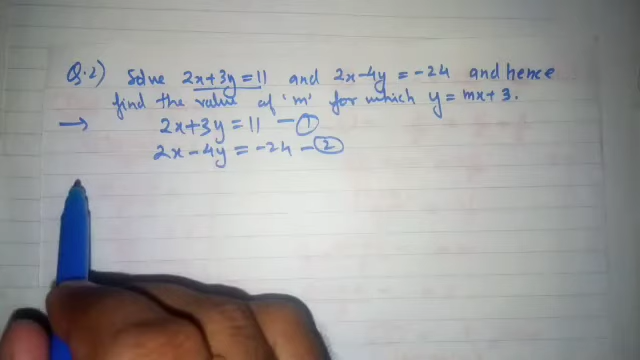 Q.2) Solve 2x+3y=11 and 2x-4y=-24 and hence
find the value of 'm' for which y=mx+3.
→ 2x+3y=11 -①
2x-4y=-24-②